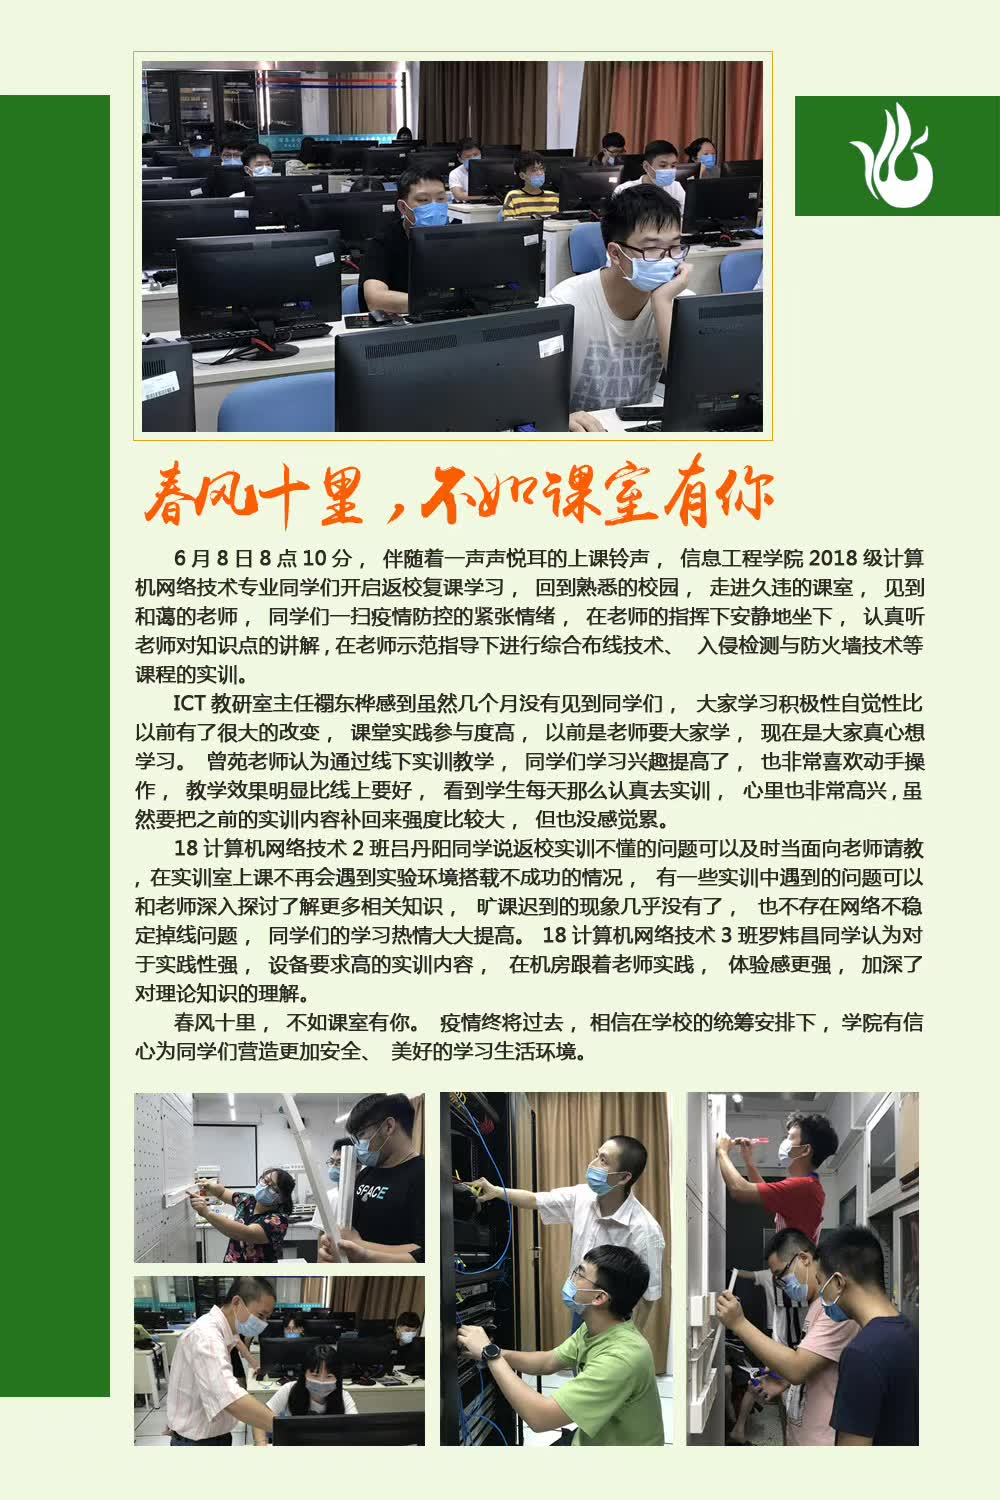 春风十里，不如课室有你
6月8日8点10分， 伴随着一声声悦耳的上课铃声， 信息工程学院2018级计算
机网络技术专业同学们开启返校复课学习， 回到熟悉的校园， 走进久违的课室， 见到
和蔼的老师， 同学们一扫疫情防控的紧张情绪， 在老师的指挥下安静地坐下， 认真听
老师对知识点的讲解，在老师示范指导下进行综合布线技术、 入侵检测与防火墙技术等
课程的实训。
ICT教研室主任禤东桦感到虽然几个月没有见到同学们， 大家学习积极性自觉性比
以前有了很大的改变， 课堂实践参与度高， 以前是老师要大家学， 现在是大家真心想
学习。 曾苑老师认为通过线下实训教学， 同学们学习兴趣提高了， 也非常喜欢动手操
作， 教学效果明显比线上要好， 看到学生每天那么认真去实训， 心里也非常高兴，虽
然要把之前的实训内容补回来强度比较大， 但也没感觉累。
18计算机网络技术2班吕丹阳同学说返校实训不懂的问题可以及时当面向老师请教
，在实训室上课不再会遇到实验环境搭载不成功的情况， 有一些实训中遇到的问题可以
和老师深入探讨了解更多相关知识， 旷课迟到的现象几乎没有了， 也不存在网络不稳
定掉线问题， 同学们的学习热情大大提高。 18计算机网络技术3班罗炜昌同学认为对
于实践性强， 设备要求高的实训内容， 在机房跟着老师实践， 体验感更强， 加深了
对理论知识的理解。
春风十里， 不如课室有你。 疫情终将过去，相信在学校的统筹安排下，学院有信
心为同学们营造更加安全、 美好的学习生活环境。
SPACE